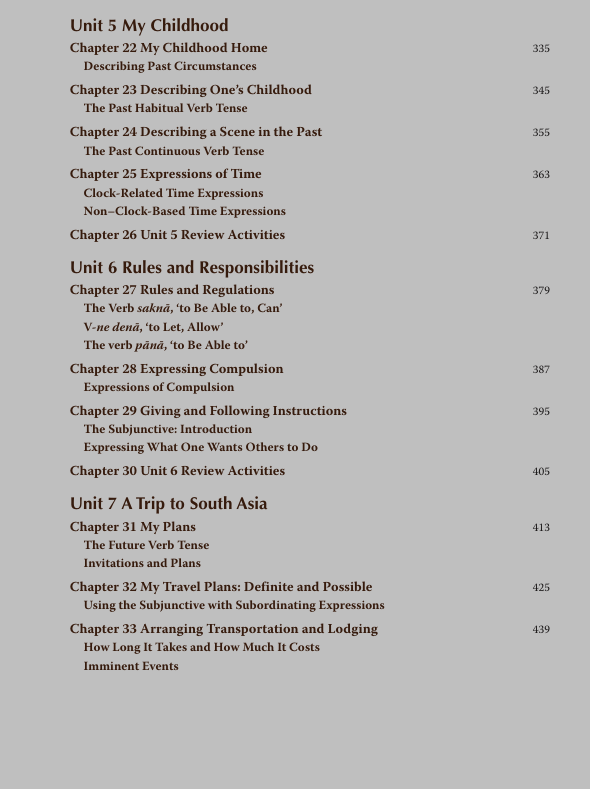 Unit 5 My Childhood
Chapter 22 My Childhood Home 335
Describing Past Circumstances
Chapter 23 Describing One’s Childhood 345
The Past Habitual Verb Tense
Chapter 24 Describing a Scene in the Past 355
The Past Continuous Verb Tense
Chapter 25 Expressions of Time 363
Clock-Related Time Expressions
Non–Clock-Based Time Expressions
Chapter 26 Unit 5 Review Activities 371
Unit 6 Rules and Responsibilities
Chapter 27 Rules and Regulations 379
The Verb saknā, ‘to Be Able to, Can’
V-ne denā, ‘to Let, Allow’
The verb pānā, ‘to Be Able to’
Chapter 28 Expressing Compulsion 387
Expressions of Compulsion
Chapter 29 Giving and Following Instructions 395
The Subjunctive: Introduction
Expressing What One Wants Others to Do
Chapter 30 Unit 6 Review Activities 405
Unit 7 A Trip to South Asia
Chapter 31 My Plans 413
The Future Verb Tense
Invitations and Plans
Chapter 32 My Travel Plans: Definite and Possible 425
Using the Subjunctive with Subordinating Expressions
Chapter 33 Arranging Transportation and Lodging 439
How Long It Takes and How Much It Costs
Imminent Events